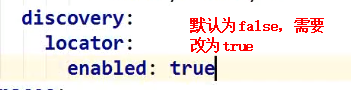 discovery:
默认为false，需要
locator:
改为true
enabled: true